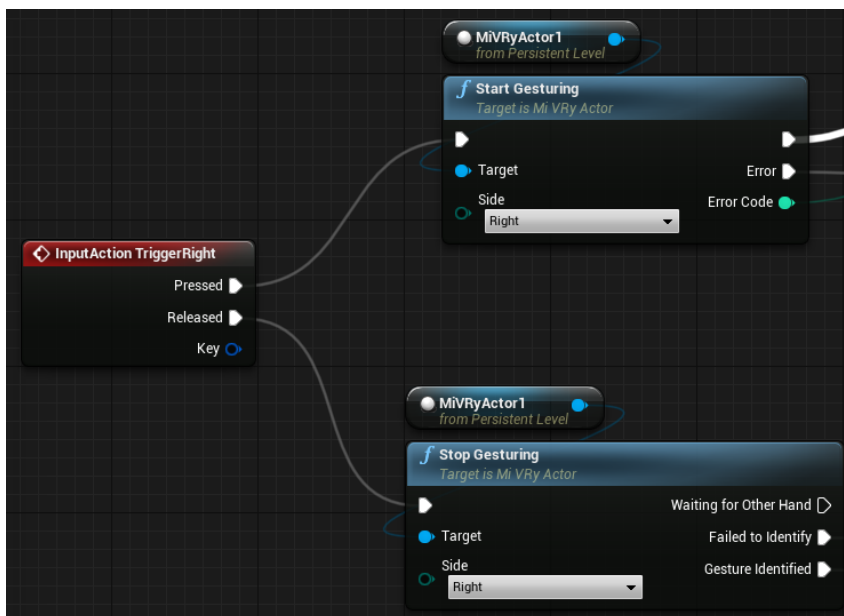 MiVRyActor1
from Persistent Level
f Start Gesturing
Target is Mi VRy Actor
Target
Error
Side
Error Code
Right
InputAction TriggerRight
Pressed
Released
Key
MiVRyActor1
from Persistent Level
f Stop Gesturing
Target is Mi VRy Actor
Waiting for Other Hand
Target
Failed to Identify
Side
Gesture Identified
Right